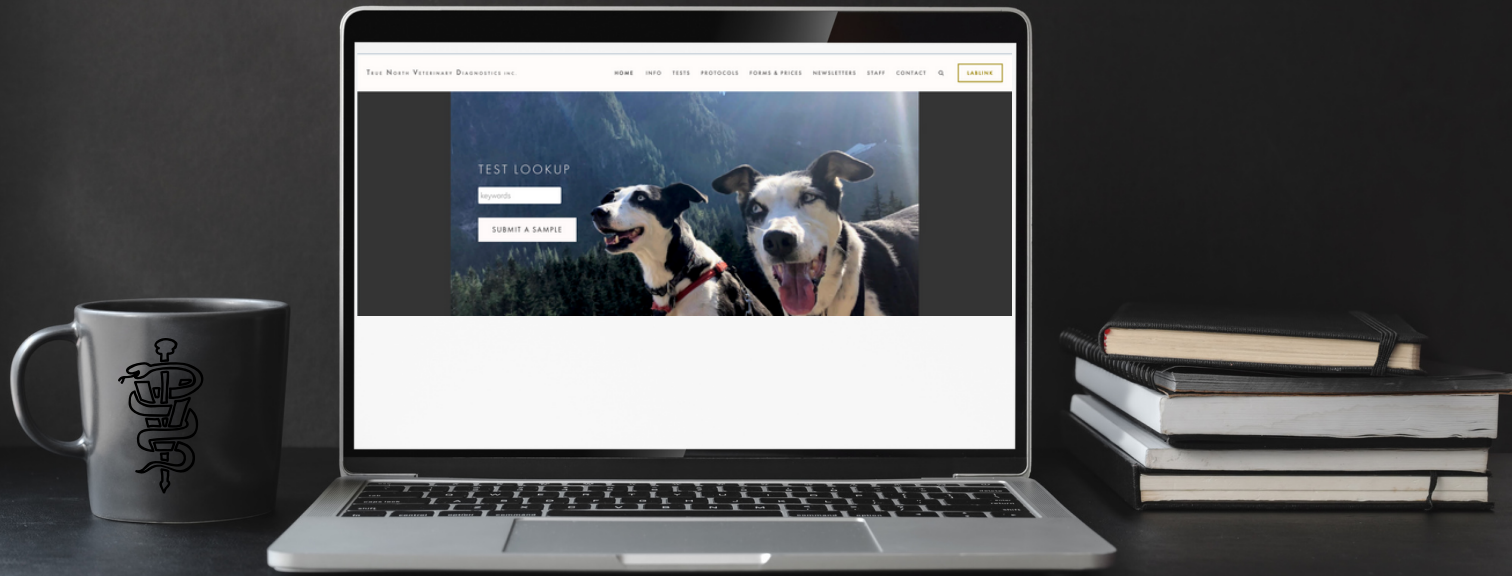 True North Veterinary Diagnostics inc.
HOME INFO TESTS PROTOCOLS FORMS & PRICES NEWSLETTERS STAFF CONTACT LABLINK
TEST LOOKUP
keywords
SUBMIT A SAMPLE